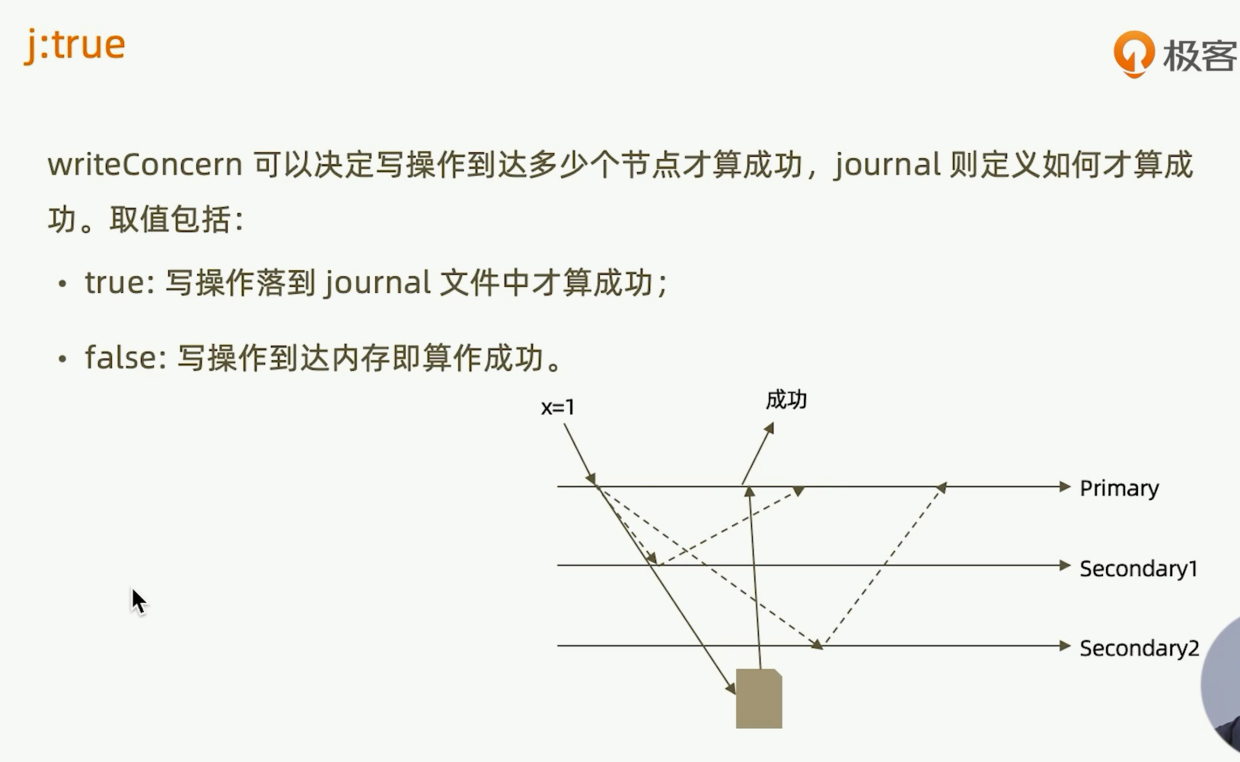 j:true
极客
writeConcern 可以决定写操作到达多少个节点才算成功，journal 则定义如何才算成
功。取值包括：
• true: 写操作落到 journal 文件中才算成功；
• false: 写操作到达内存即算作成功。
x=1
成功
Primary
Secondary1
Secondary2